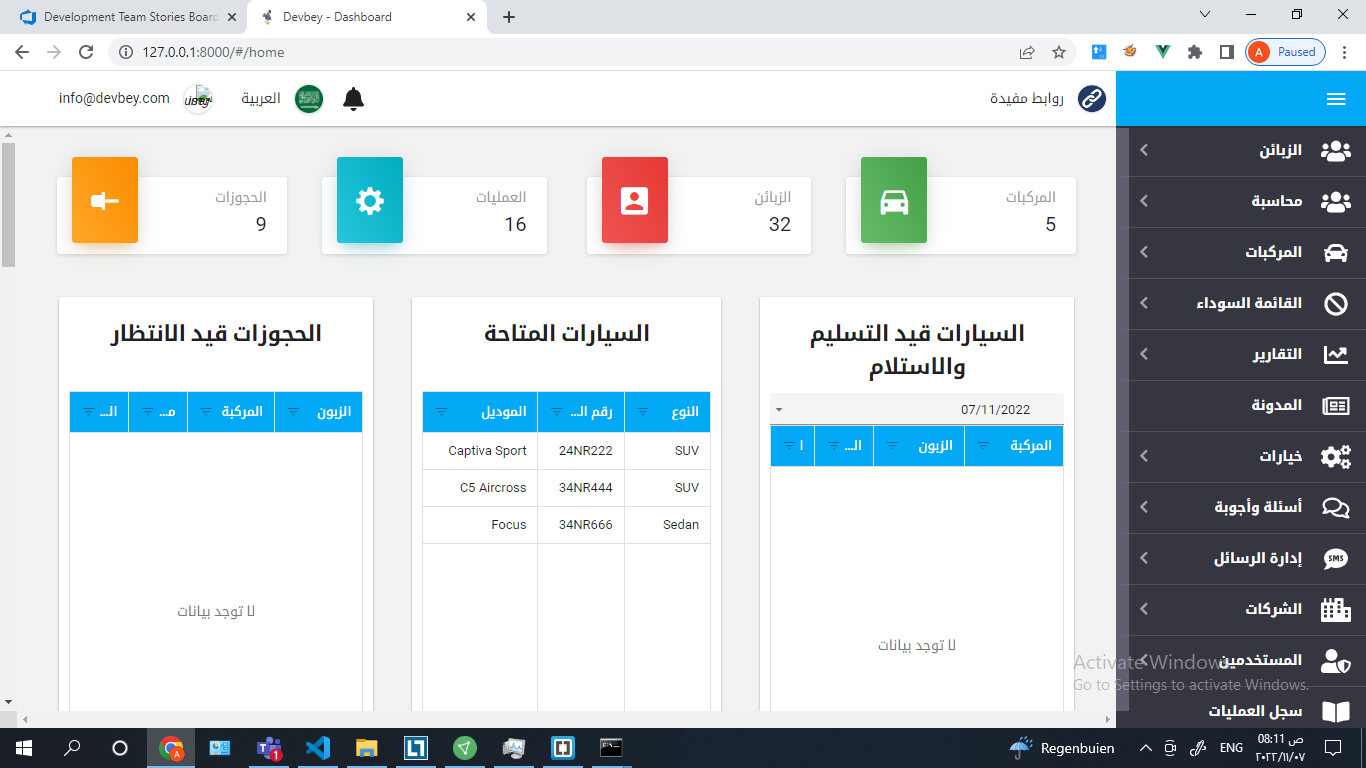 Development Team Stories Board
Devbey - Dashboard
127.0.0.1:8000/#/home
A
Paused
info@devbey.com
العربية
روابط مفيدة
الزبائن
محاسبة
المركبات
القائمة السوداء
التقارير
المدونة
خيارات
أسئلة وأجوبة
SMS
إدارة الرسائل
الشركات
المستخدمين
سجل العمليات
المركبات
5
الزبائن
32
العمليات
16
الحجوزات
9
السيارات قيد التسليم
والاستلام
07/11/2022
المركبة الزبون ال... ا
لا توجد بيانات
السيارات المتاحة
النوع رقم ال... الموديل
SUV 24NR222 Captiva Sport
SUV 34NR444 C5 Aircross
Sedan 34NR666 Focus
الحجوزات قيد الانتظار
الزبون المركبة م... ال...
لا توجد بيانات
Activate Windows
Go to Settings to activate Windows.
A
1
Regenbuien
ENG
08:11 ص
٢٠٢٢/١١/٠٧